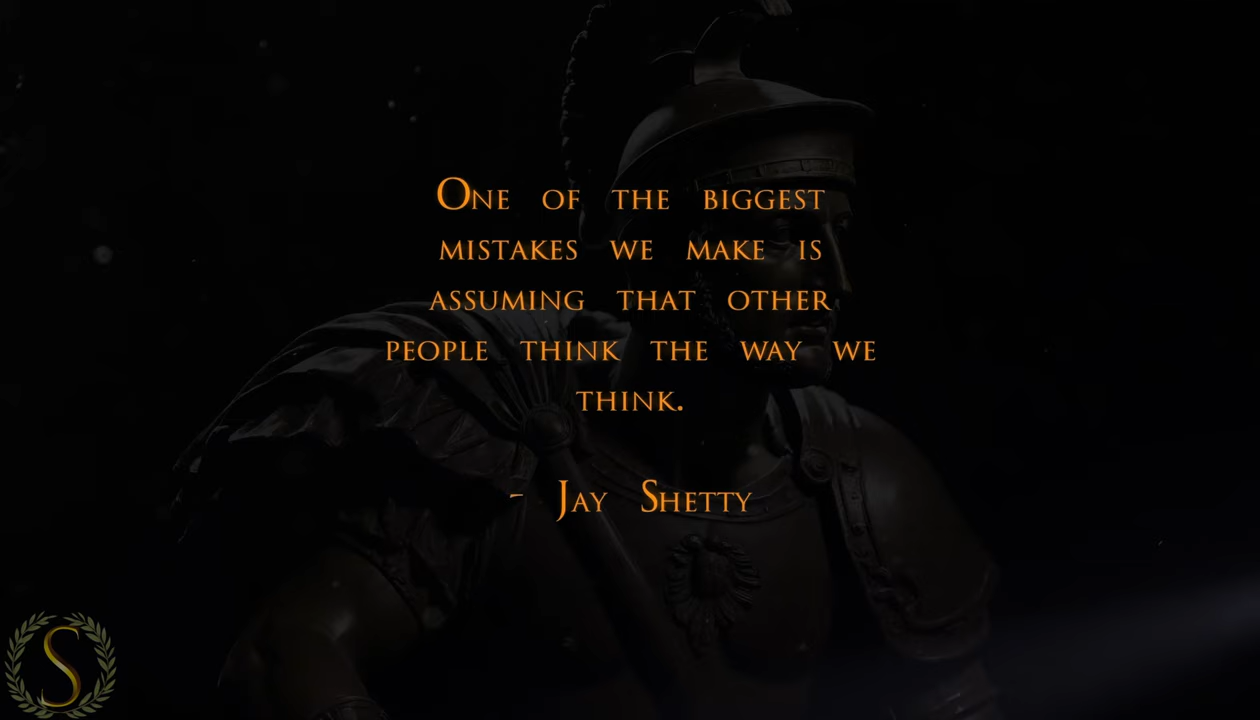 One of the biggest
mistakes we make is
assuming that other
people think the way we
think.
- Jay Shetty
S